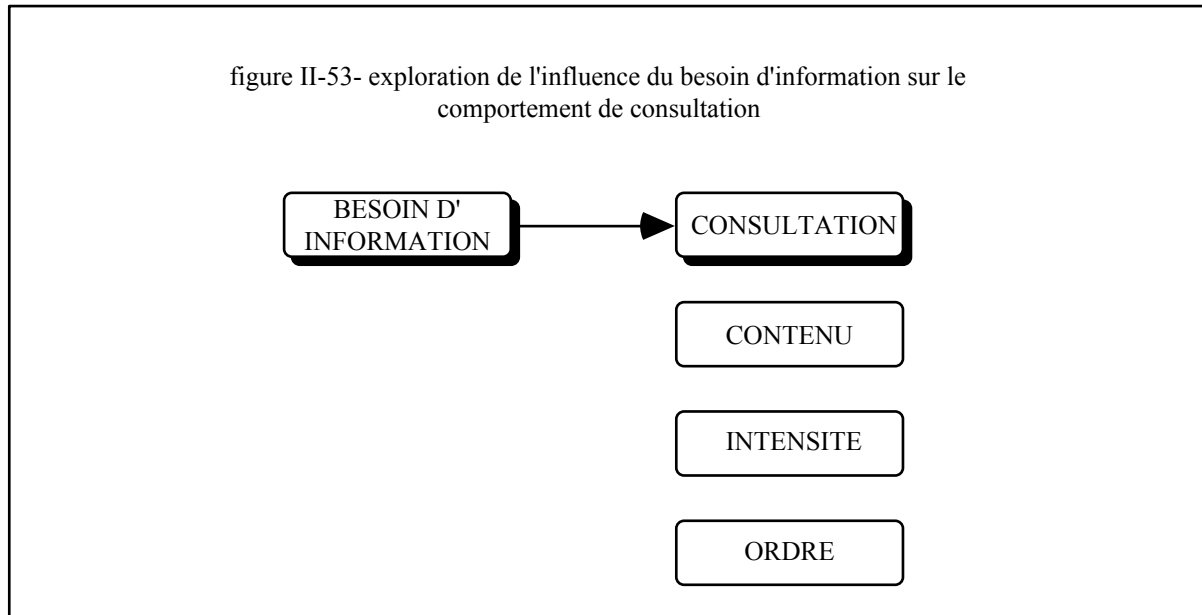 figure II-53- exploration de l'influence du besoin d'information sur le
comportement de consultation
BESOIN D'
INFORMATION
CONSULTATION
CONTENU
INTENSITE
ORDRE